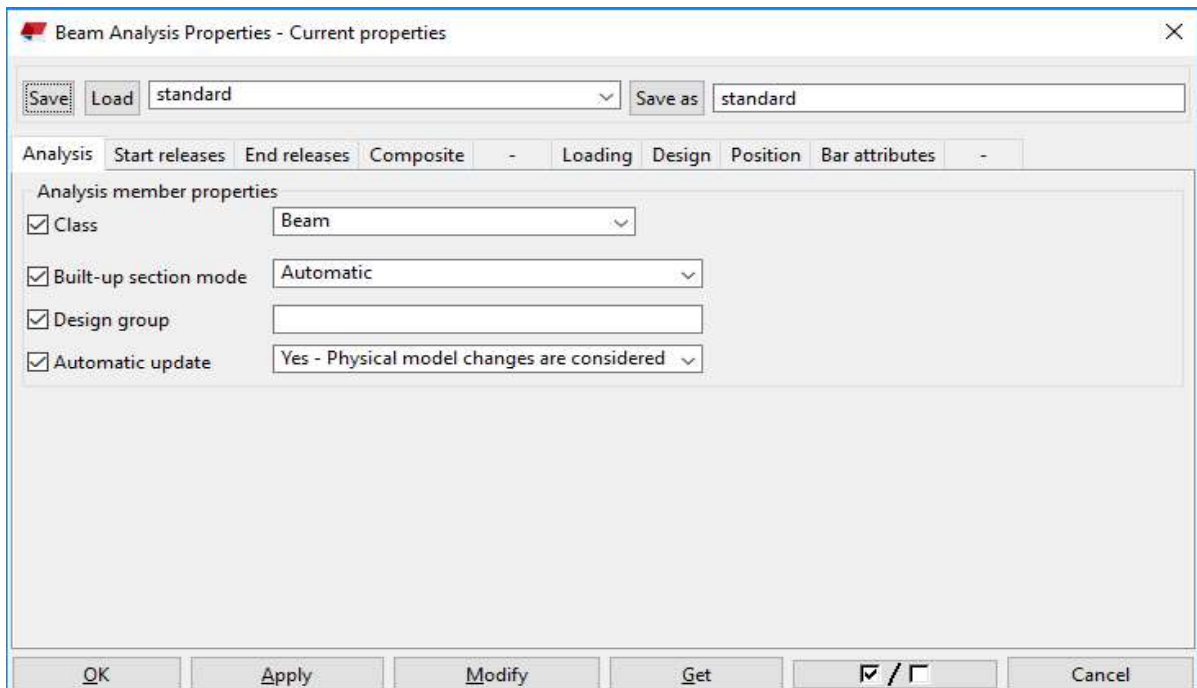 Beam Analysis Properties - Current properties
Save Load standard Save as standard
Analysis Start releases End releases Composite - Loading Design Position Bar attributes -
Analysis member properties
Class Beam
Built-up section mode Automatic
Design group
Automatic update Yes - Physical model changes are considered
OK Apply Modify Get / Cancel